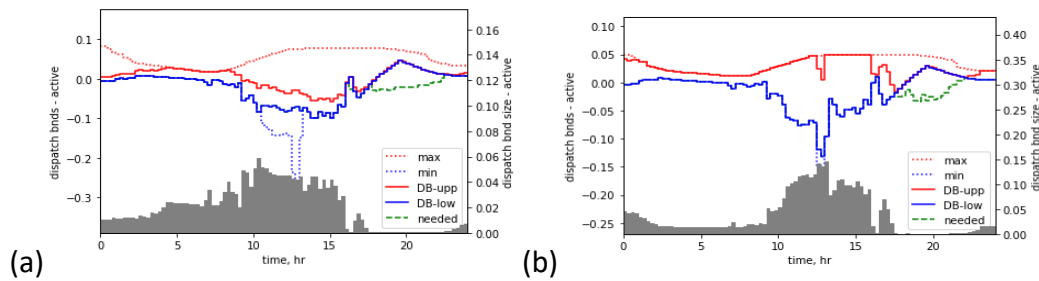 (a)
dispatch bnds - active
0.1
0.0
−0.1
−0.2
−0.3
0.16
0.14
0.12
0.10
0.08
0.06
0.04
0.02
0.00
dispatch bnd size - active
max
min
DB-upp
DB-low
needed
0 5 10 15 20
time, hr
(b)
dispatch bnds - active
0.10
0.05
0.00
−0.05
−0.10
−0.15
−0.20
−0.25
0.40
0.35
0.30
0.25
0.20
0.15
0.10
0.05
0.00
dispatch bnd size - active
max
min
DB-upp
DB-low
needed
0 5 10 15 20
time, hr